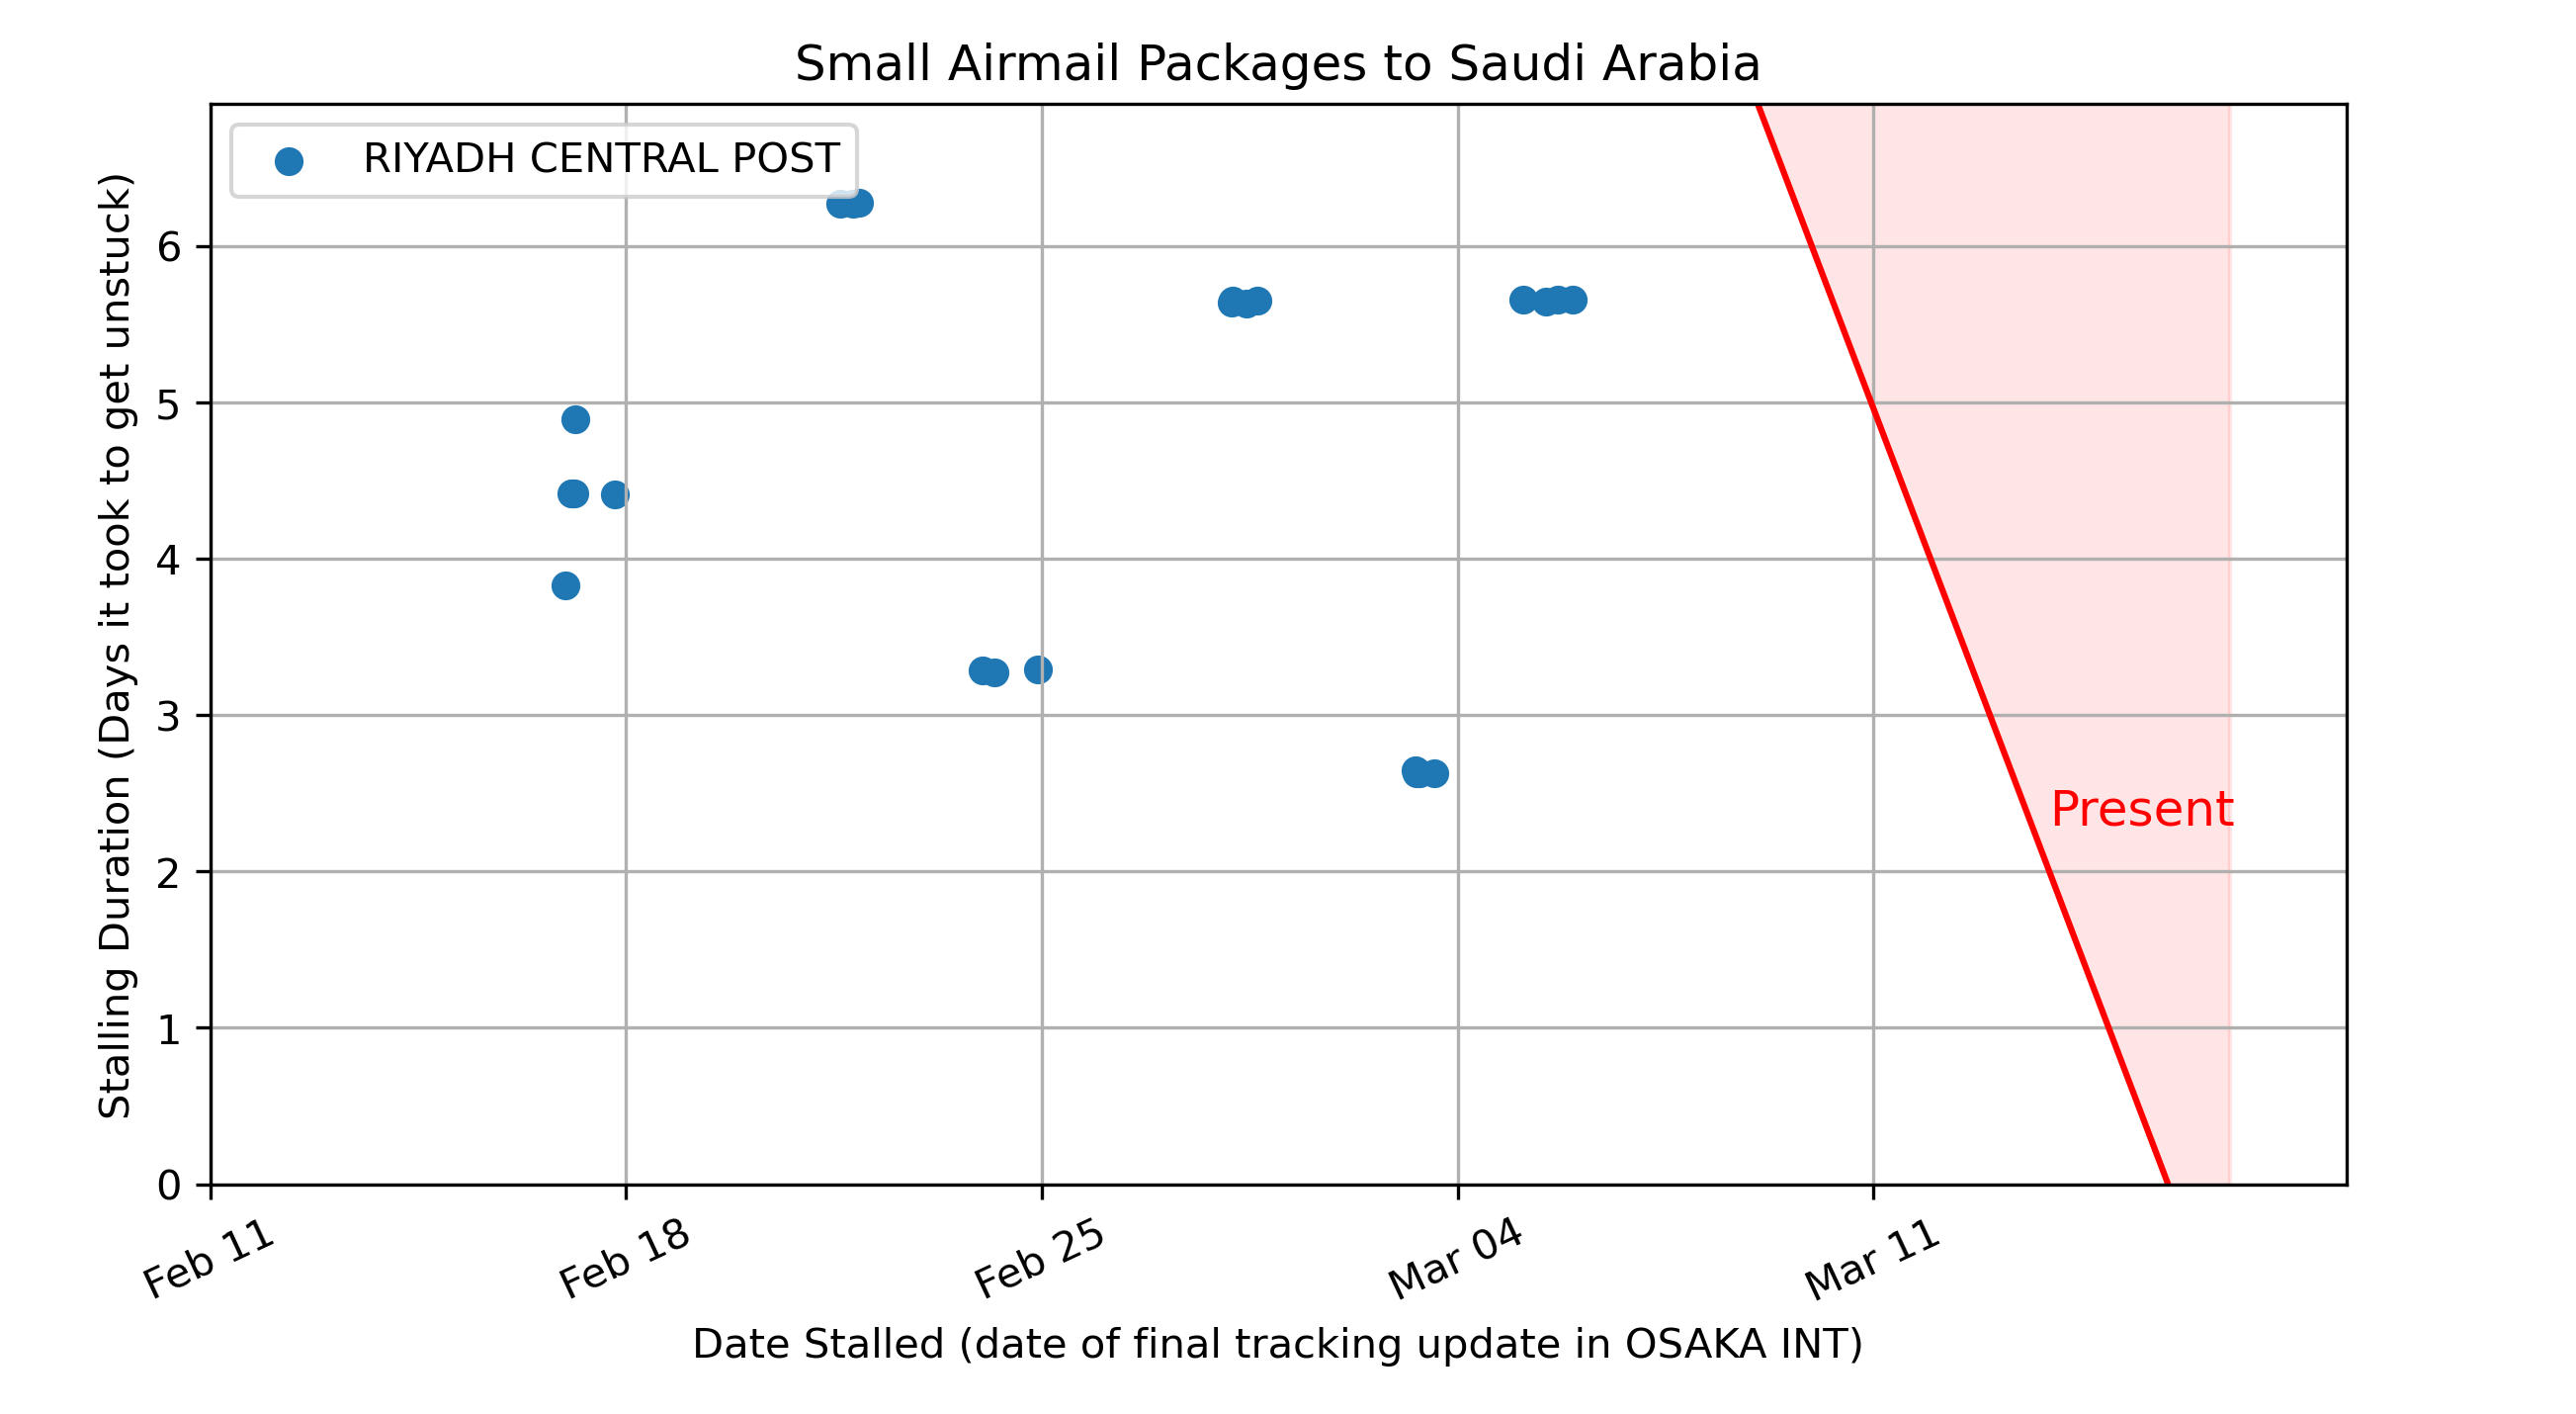 Small Airmail Packages to Saudi Arabia
RIYADH CENTRAL POST
Stalling Duration (Days it took to get unstuck)
6
5
4
3
2
1
0
Present
Feb 11
Feb 18
Feb 25
Mar 04
Mar 11
Date Stalled (date of final tracking update in OSAKA INT)